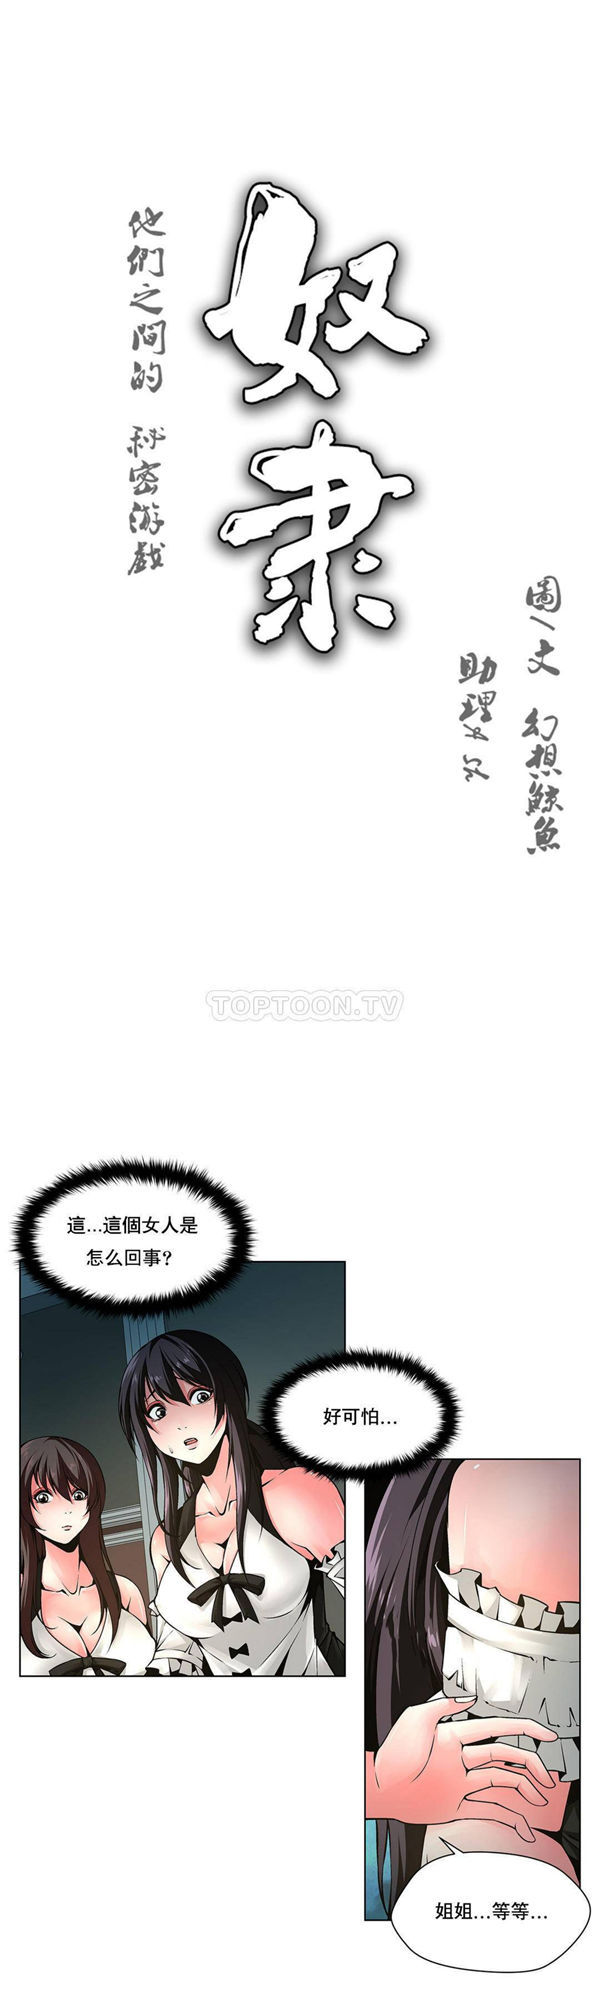 奴隶
他們之間的 秘密游戲
圖/文 幻想鯨魚
助理
TOPTOON.TV
這...這個女人是
怎么回事?
好可怕...
姐姐...等等...